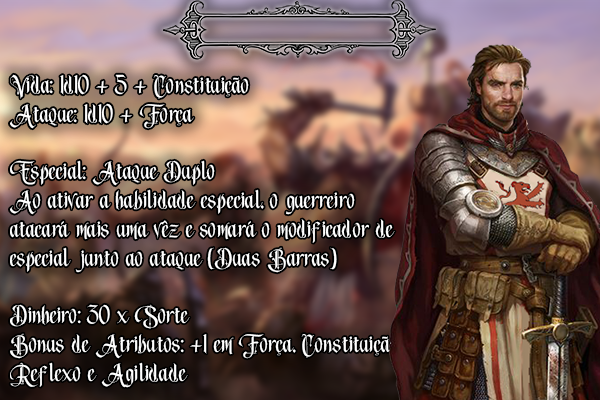 Vida: 1D10 + 5 + Constituição
Ataque: 1D10 + Força
Especial: Ataque Duplo
Ao ativar a habilidade especial, o guerreiro
atacará mais uma vêz e somará o modificador de
especial junto ao ataque (Duas Barras)
Dinheiro: 30 x Sorte
Bonus de Atributos: +1 em Força, Constituiçã
Reflexo e Agilidade